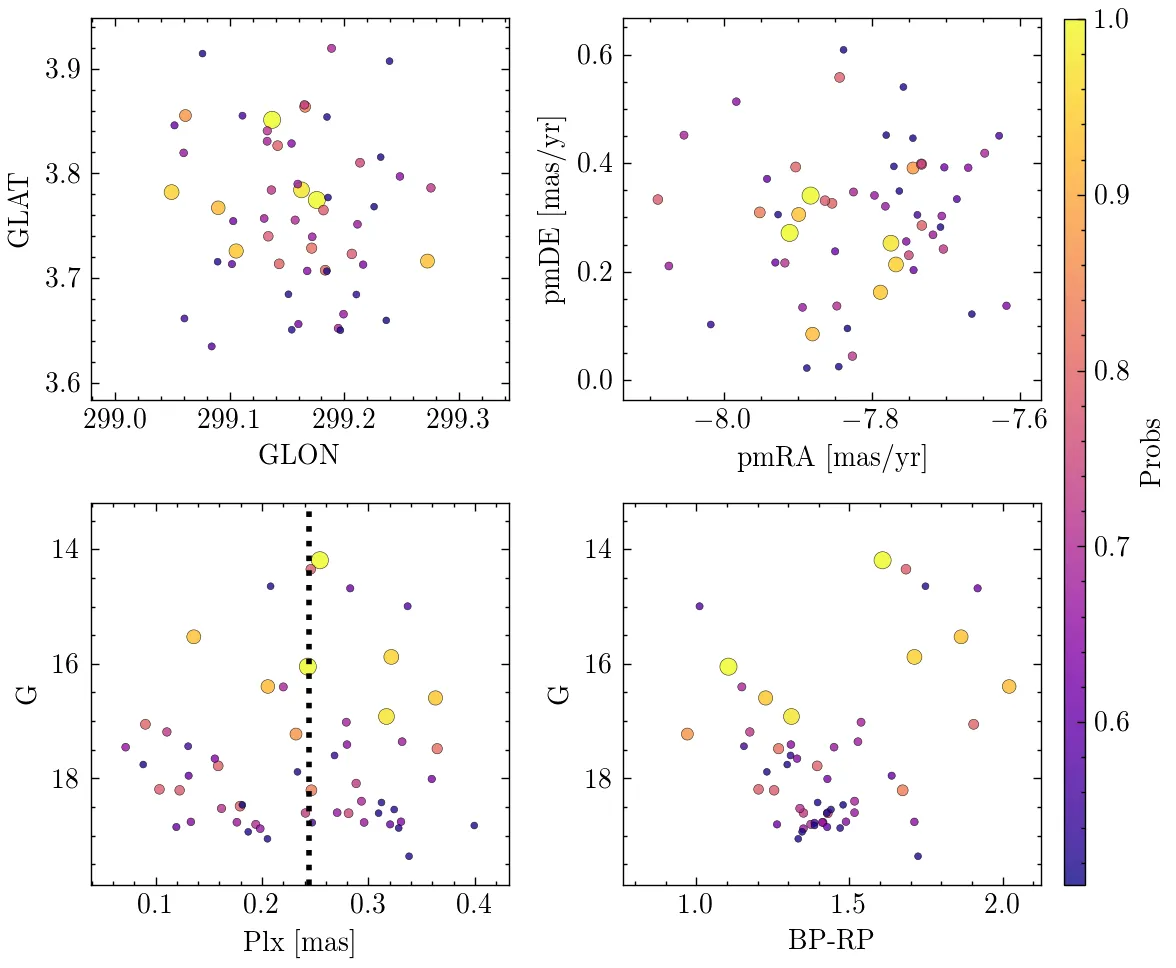 3.9
3.8
3.7
3.6
GLAT
299.0 299.1 299.2 299.3
GLON
0.6
0.4
0.2
0.0
pmDE [mas/yr]
−8.0 −7.8 −7.6
pmRA [mas/yr]
1.0
0.9
0.8
0.7
0.6
Probs
14
16
18
G
0.1 0.2 0.3 0.4
Plx [mas]
14
16
18
G
1.0 1.5 2.0
BP-RP